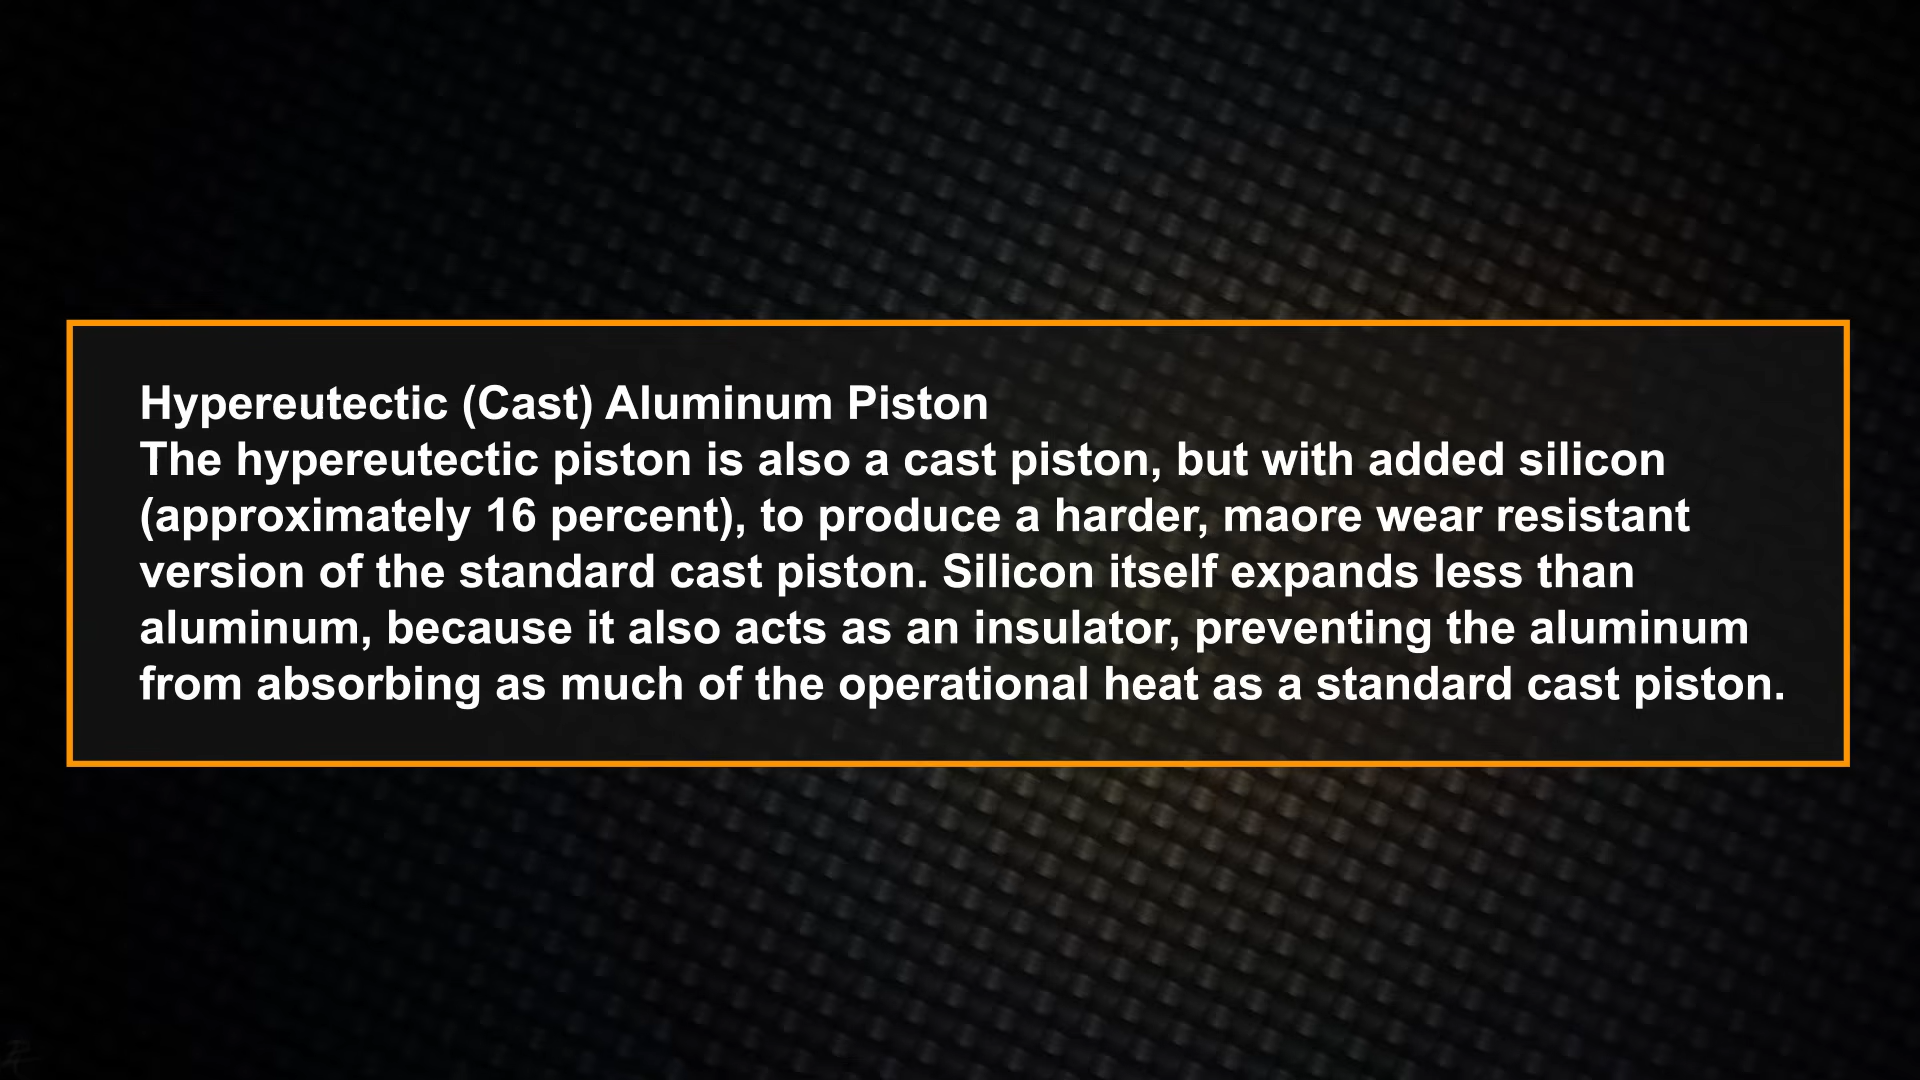 Hypereutectic (Cast) Aluminum Piston
The hypereutectic piston is also a cast piston, but with added silicon
(approximately 16 percent), to produce a harder, maore wear resistant
version of the standard cast piston. Silicon itself expands less than
aluminum, because it also acts as an insulator, preventing the aluminum
from absorbing as much of the operational heat as a standard cast piston.